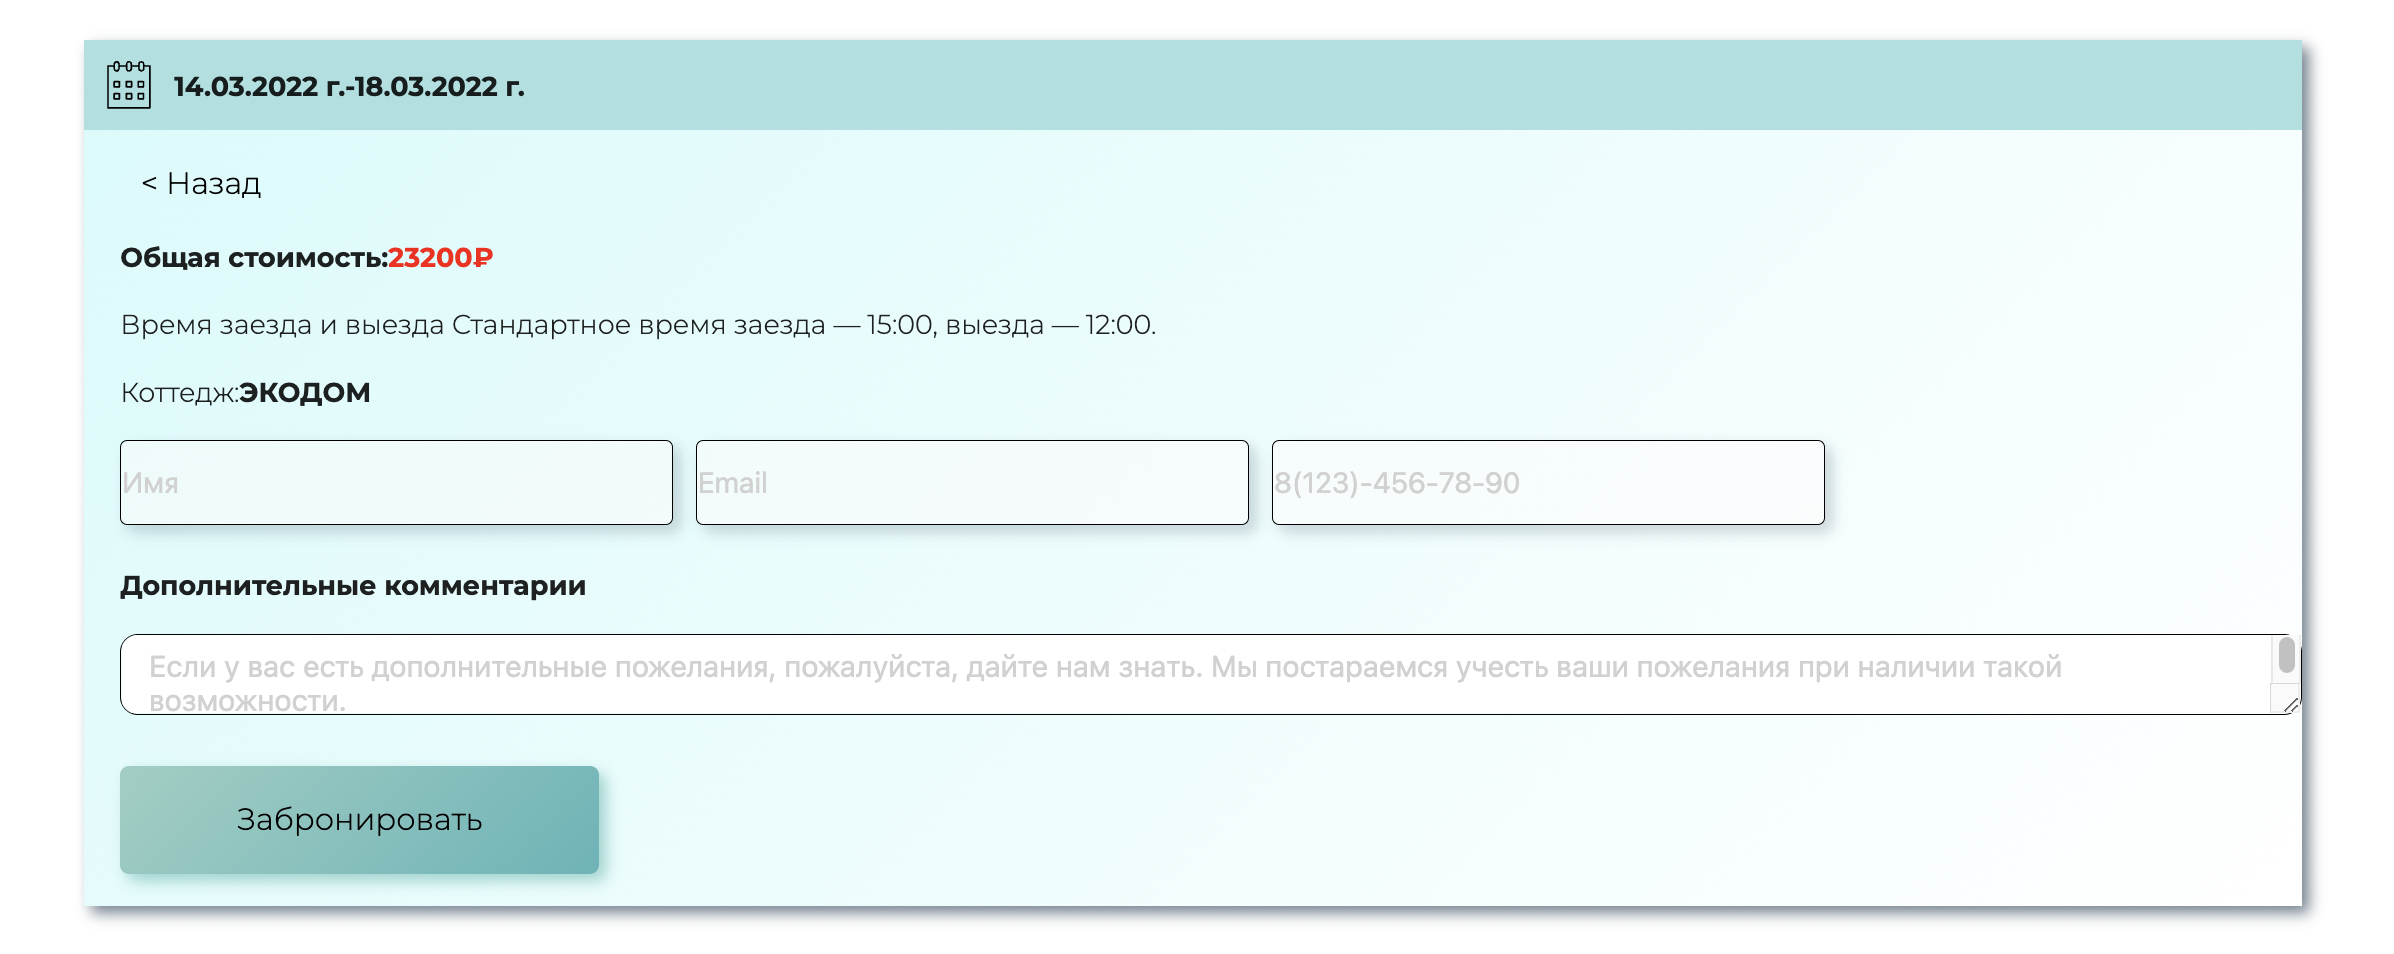 14.03.2022 г.-18.03.2022 г.
< Назад
Общая стоимость:23200₽
Время заезда и выезда Стандартное время заезда — 15:00, выезда — 12:00.
Коттедж:ЭКОДОМ
Имя Email 8(123)-456-78-90
Дополнительные комментарии
Если у вас есть дополнительные пожелания, пожалуйста, дайте нам знать. Мы постараемся учесть ваши пожелания при наличии такой
возможности.
Забронировать